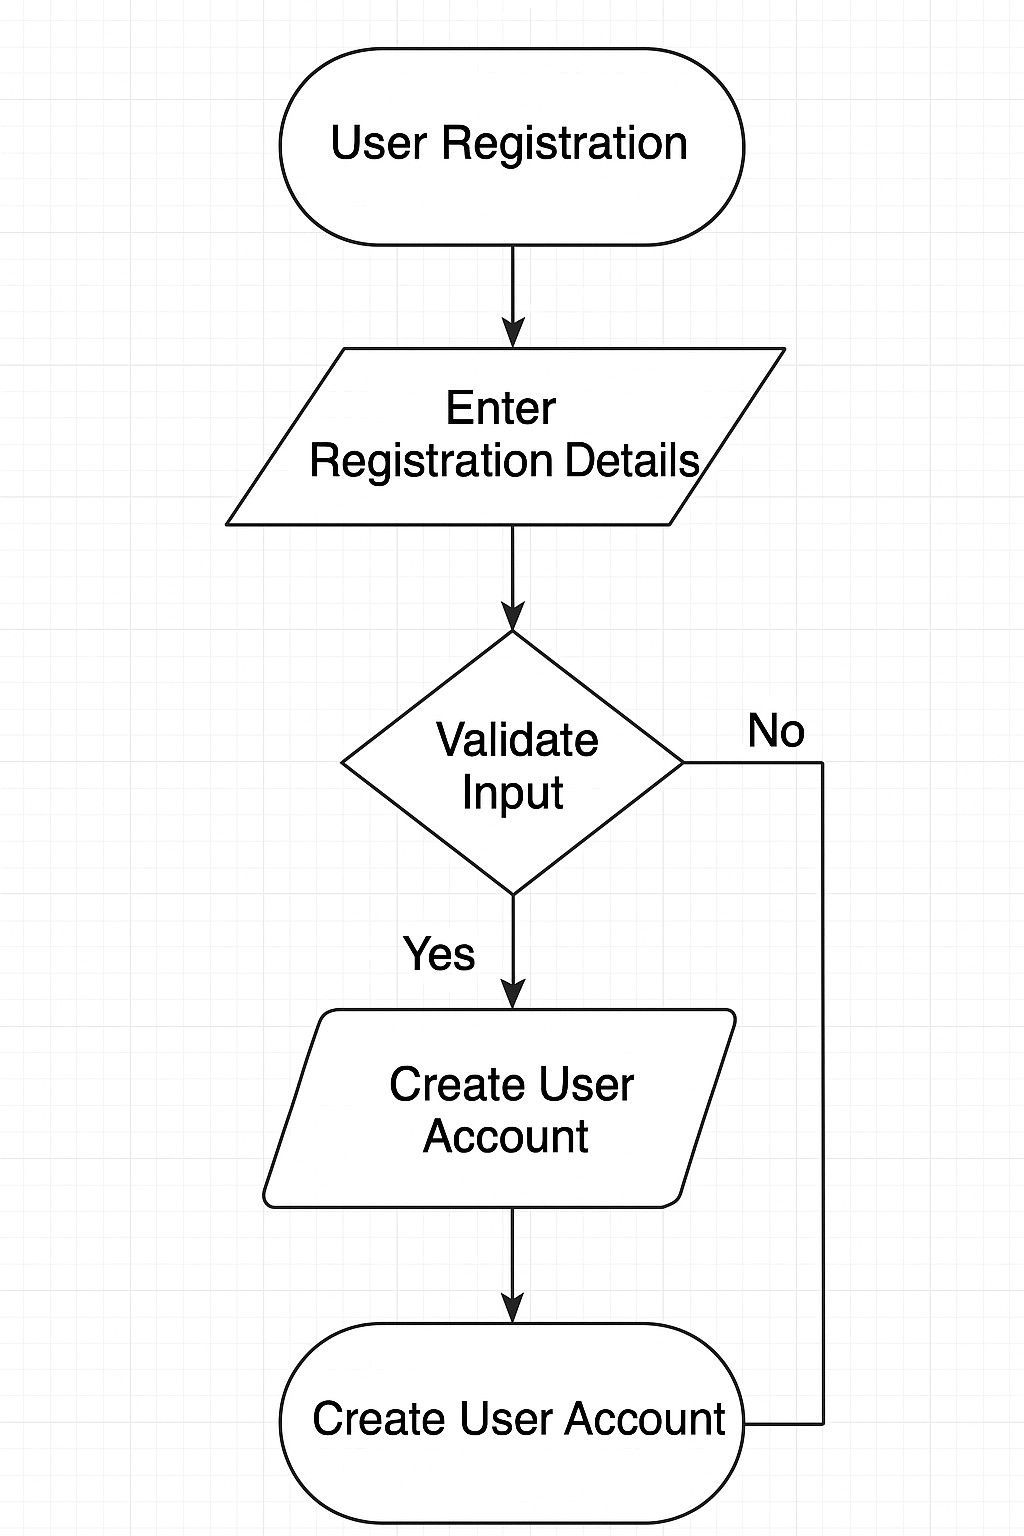 User Registration
Enter
Registration Details
Validate
Input
No
Yes
Create User
Account
Create User Account